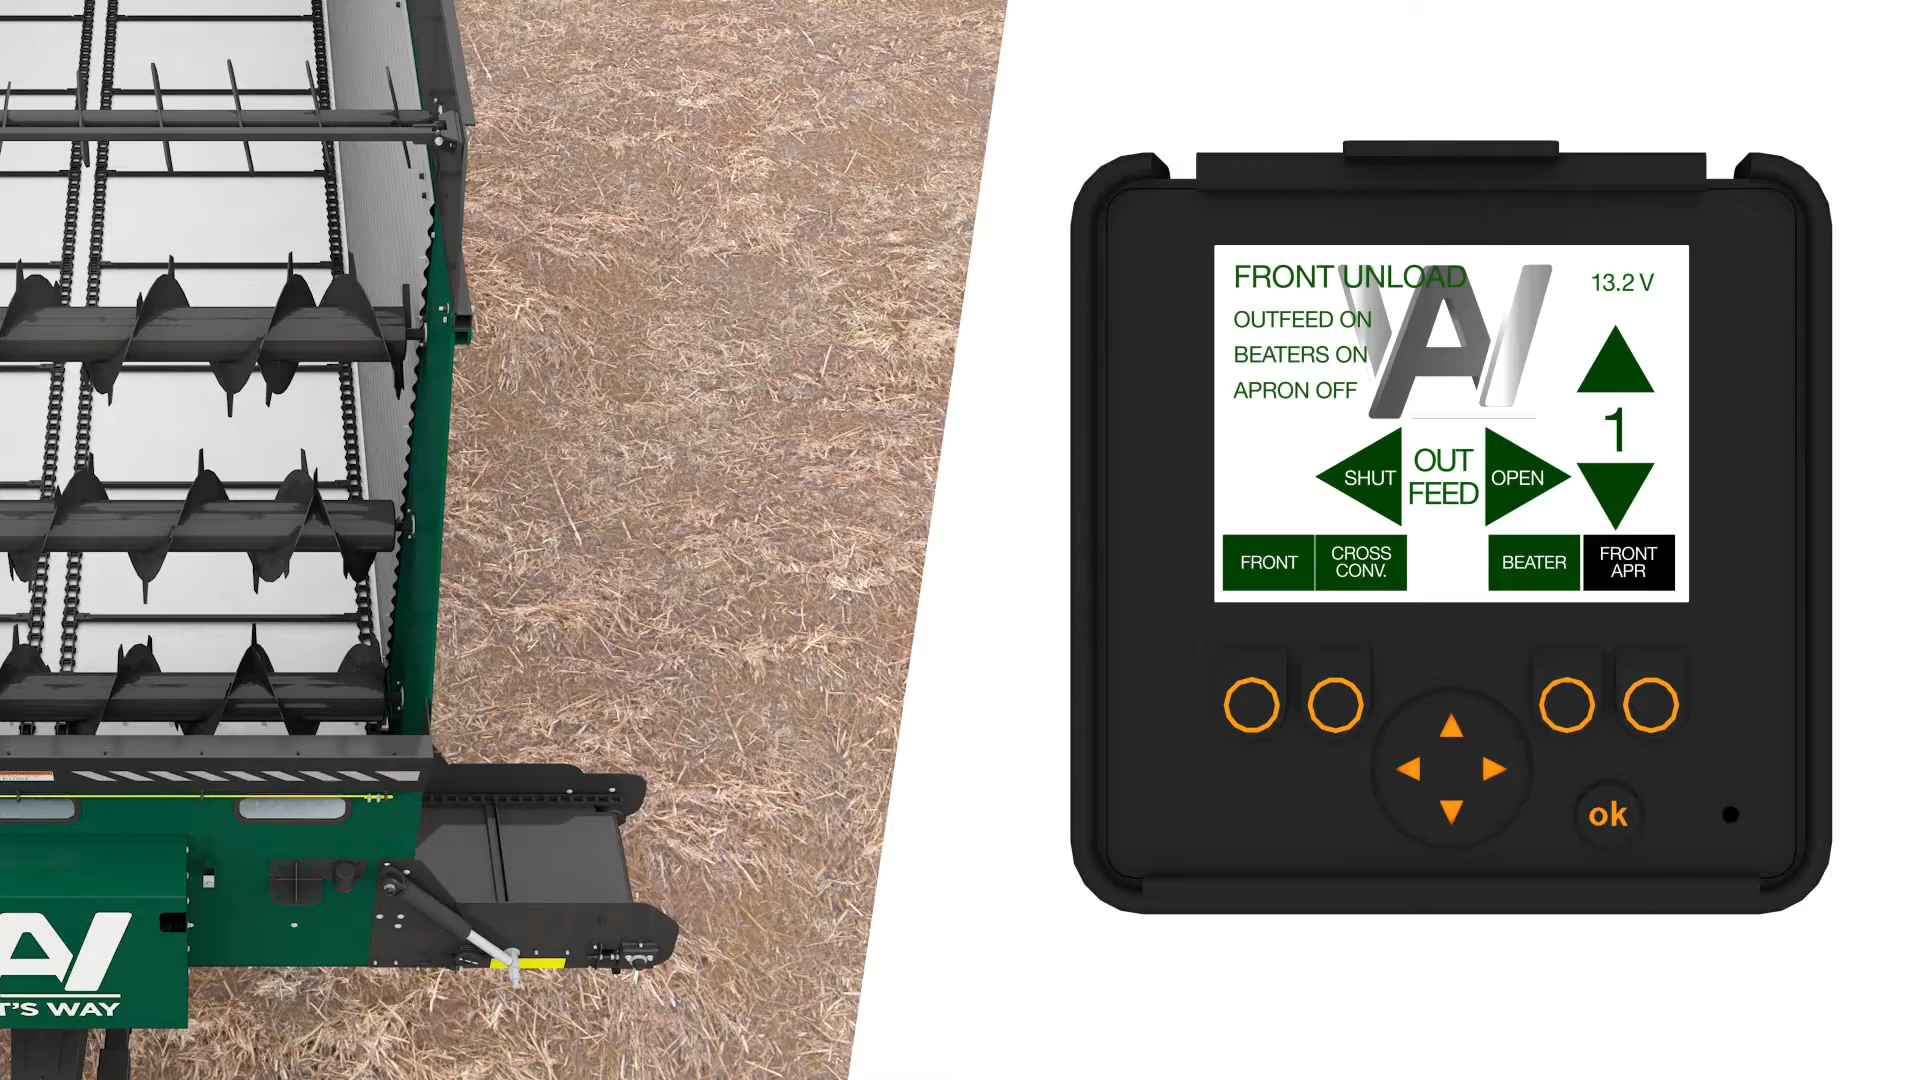 T'S WAY
FRONT UNLOAD
13.2 V
OUTFEED ON
BEATERS ON
APRON OFF
1
SHUT
OUT
FEED
OPEN
FRONT
CROSS
CONV.
BEATER
FRONT
APR
ok